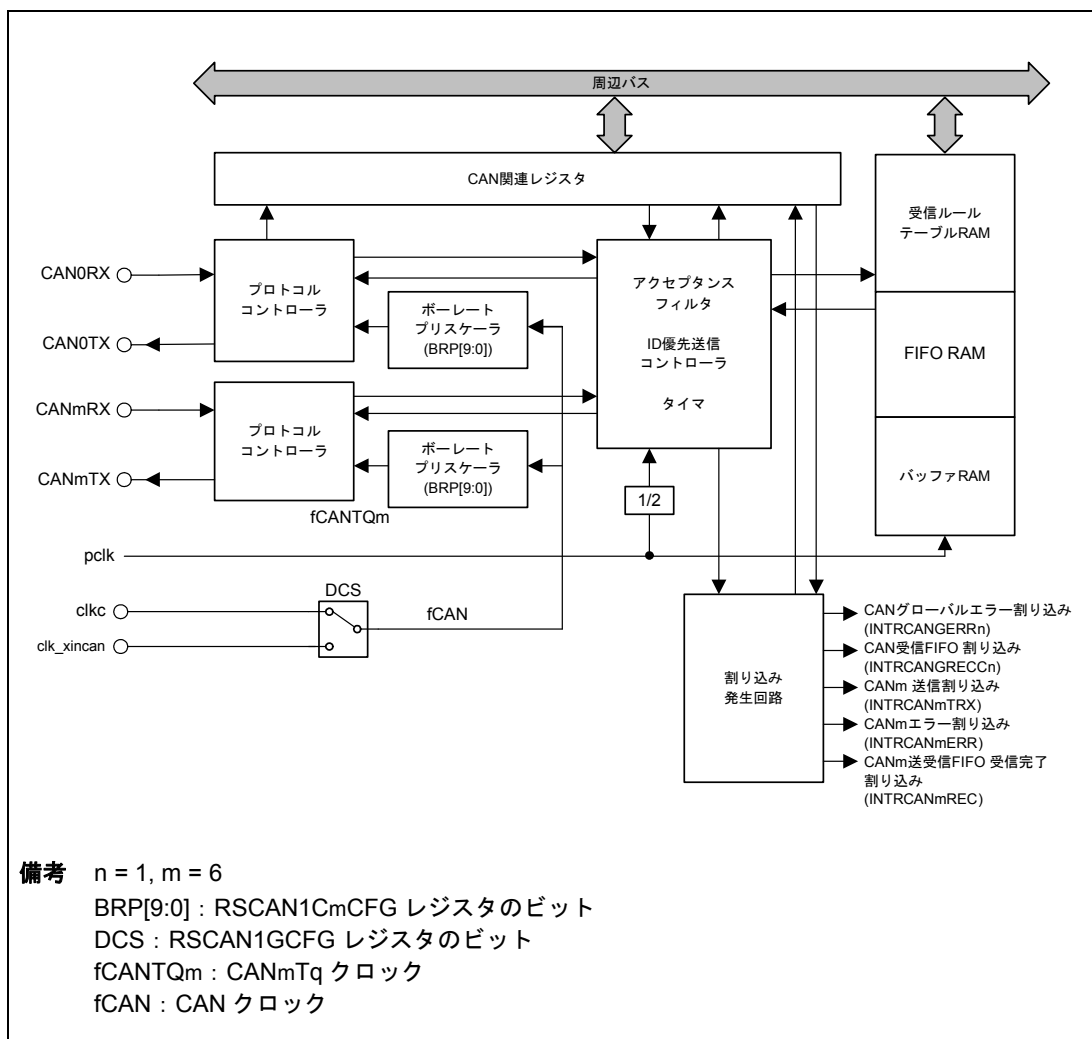 周辺バス
CAN関連レジスタ
受信ルール
テーブルRAM
FIFO RAM
バッファRAM
CAN0RX
CAN0TX
プロトコル
コントローラ
ボーレート
プリスケーラ
(BRP[9:0])
アクセプタンス
フィルタ
ID優先送信
コントローラ
タイマ
CANmRX
CANmTX
プロトコル
コントローラ
ボーレート
プリスケーラ
(BRP[9:0])
fCANTQm
1/2
pclk
DCS
clkc
clk_xincan
fCAN
割り込み
発生回路
CANグローバルエラー割り込み
(INTRCANGERRn)
CAN受信FIFO 割り込み
(INTRCANGRECCn)
CANm 送信割り込み
(INTRCANmTRX)
CANmエラー割り込み
(INTRCANmERR)
CANm送受信FIFO 受信完了
割り込み
(INTRCANmREC)
備考 n = 1, m = 6
BRP[9:0] : RSCAN1CmCFG レジスタのビット
DCS : RSCAN1GCFG レジスタのビット
fCANTQm : CANmTq クロック
fCAN : CAN クロック